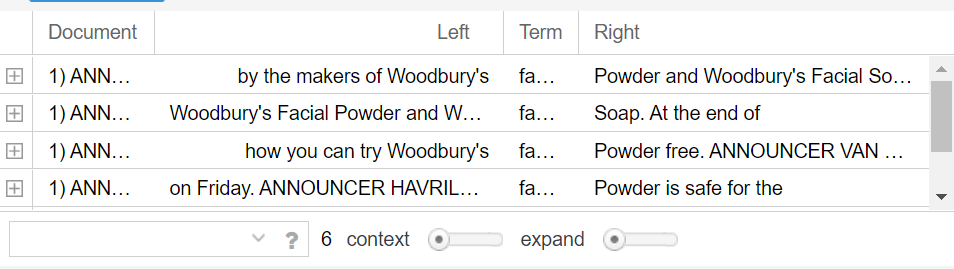 Document Left Term Right
1) ANN… by the makers of Woodbury's fa… Powder and Woodbury's Facial So…
1) ANN… Woodbury's Facial Powder and W… fa… Soap. At the end of
1) ANN… how you can try Woodbury's fa… Powder free. ANNOUNCER VAN …
1) ANN… on Friday. ANNOUNCER HAVRIL… fa… Powder is safe for the
? 6 context expand